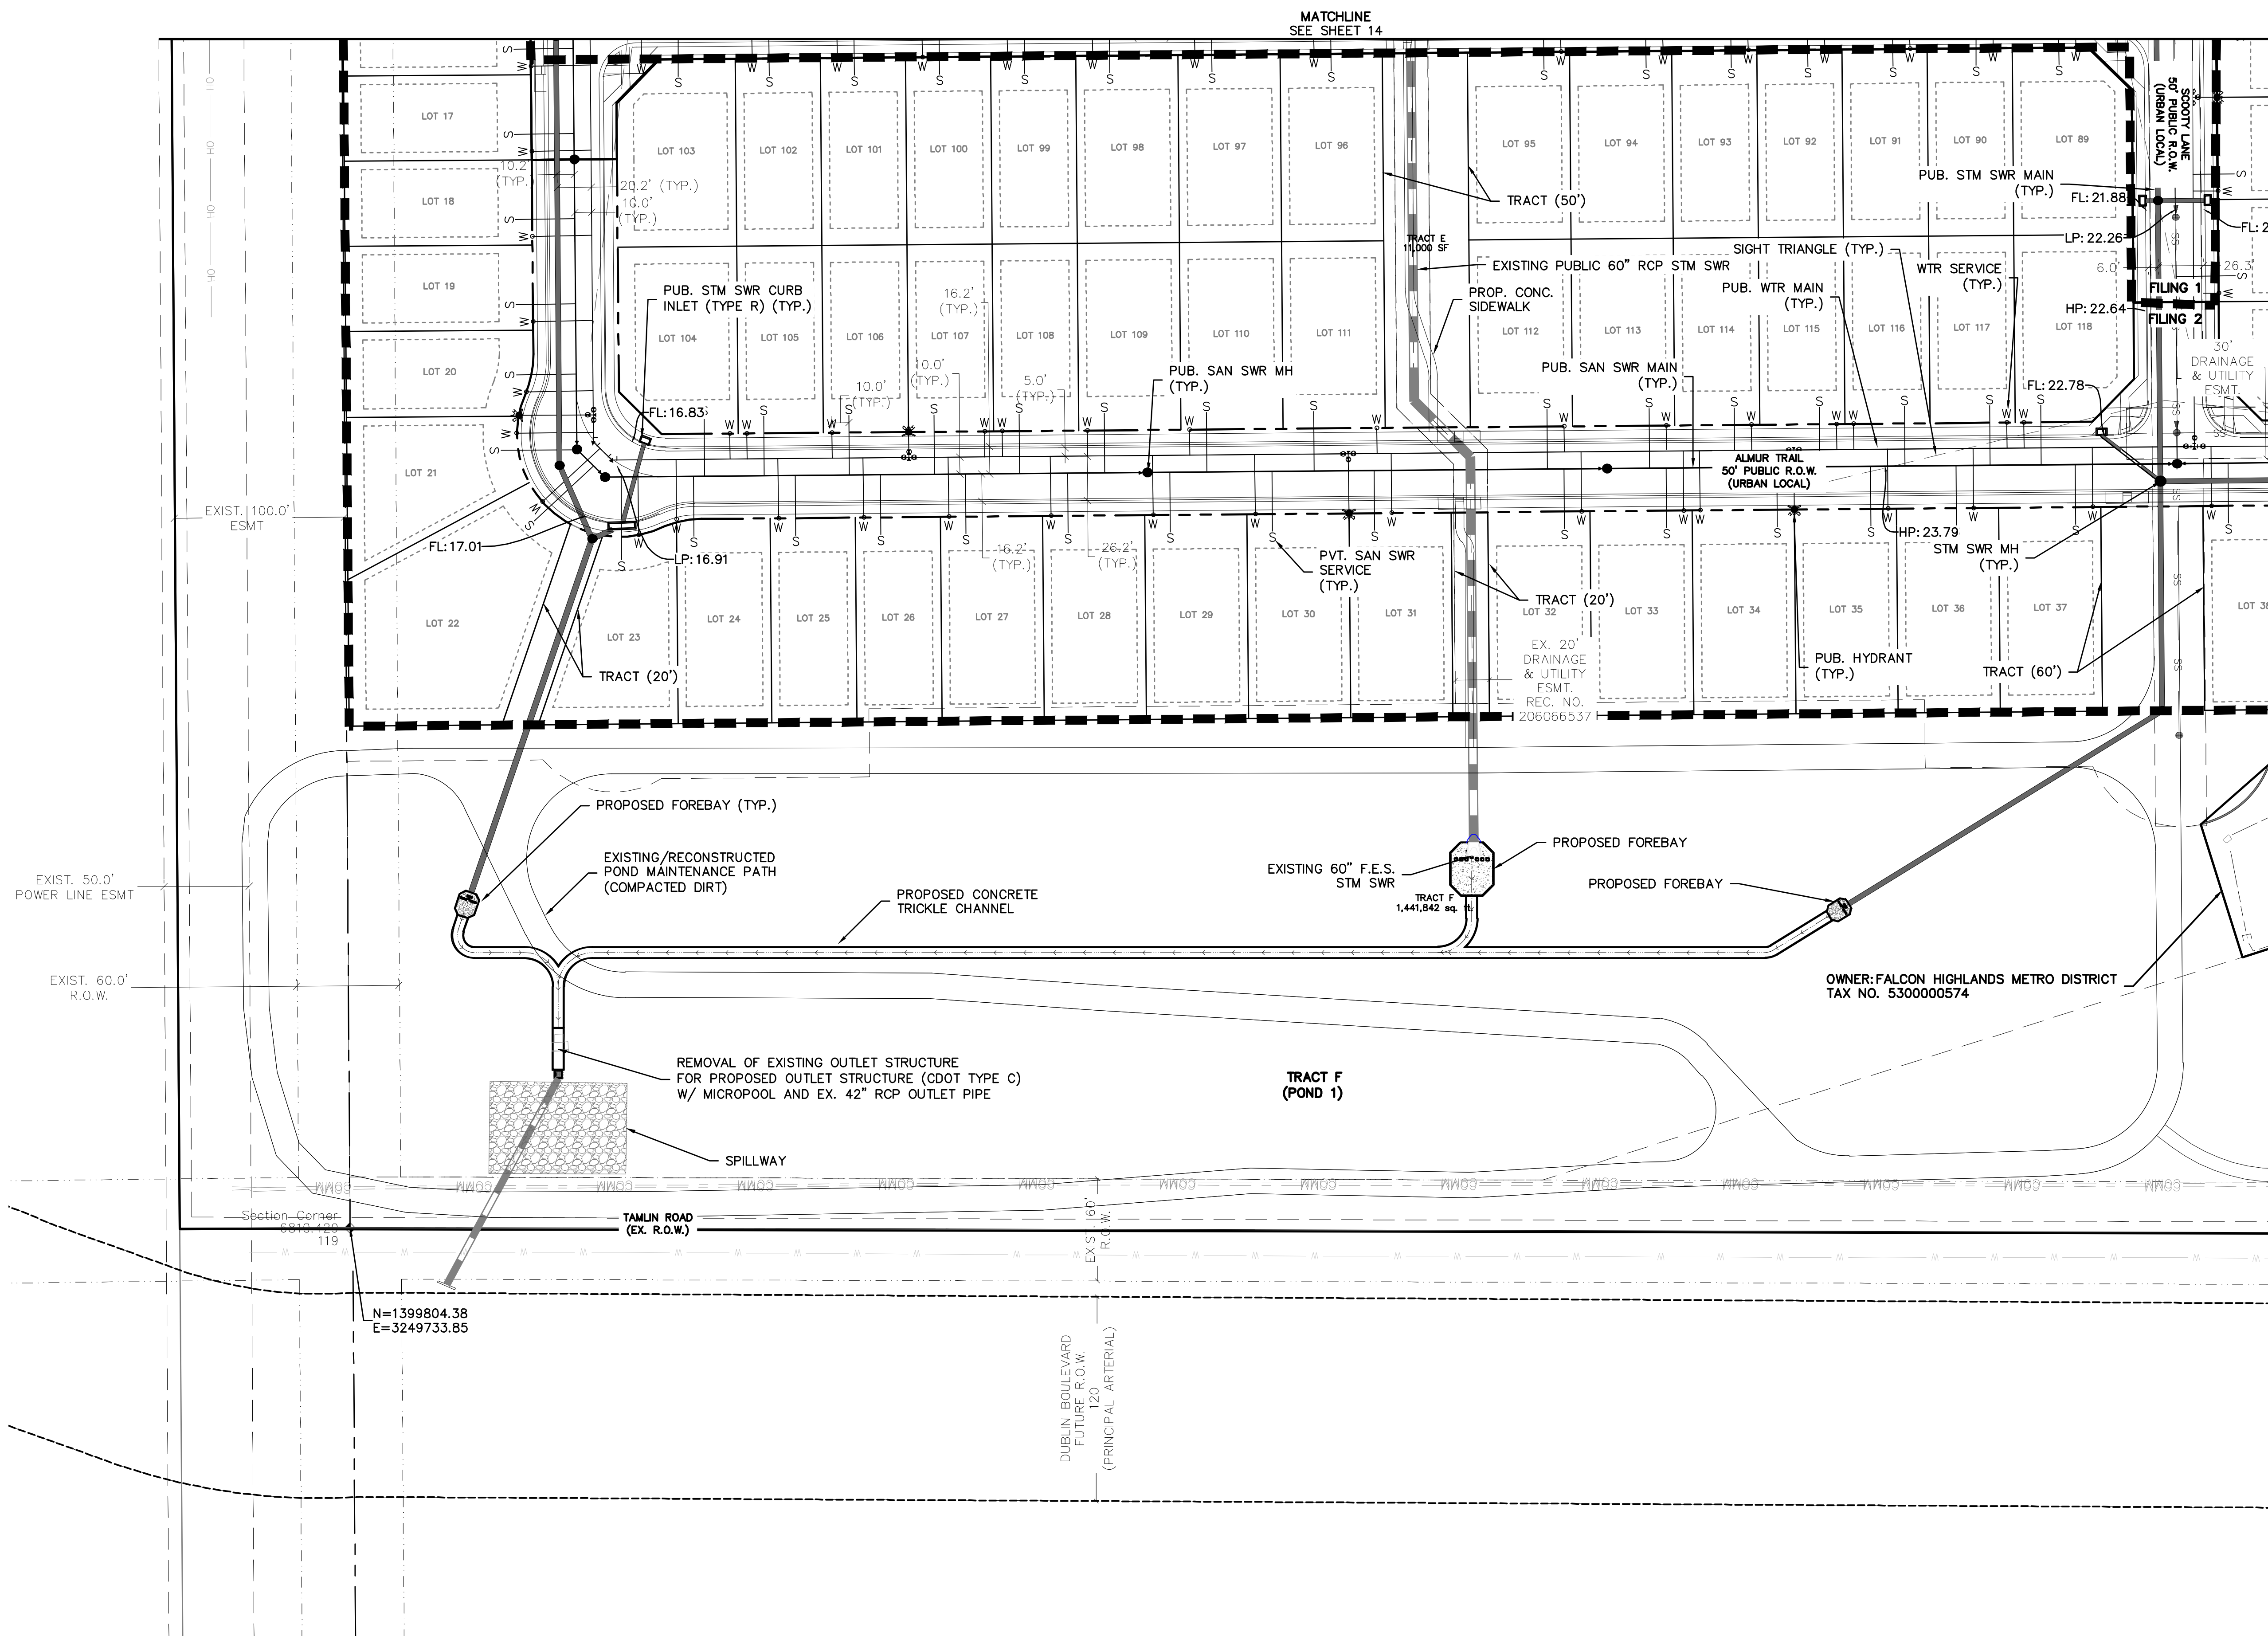 MATCHLINE
SEE SHEET 14
LOT 17
LOT 18
LOT 19
LOT 20
LOT 21
LOT 22
LOT 103
LOT 102
LOT 101
LOT 100
LOT 99
LOT 98
LOT 97
LOT 96
LOT 95
LOT 94
LOT 93
LOT 92
LOT 91
LOT 90
LOT 89
10.2'
(TYP.)
20.2' (TYP.)
10.0'
(TYP.)
TRACT (50')
TRACT E
11,000 SF
SCOOTY LANE
50' PUBLIC R.O.W.
(URBAN LOCAL)
PUB. STM SWR MAIN
(TYP.)
FL: 21.88
LP: 22.26
6.0'
26.3'
FILING 1
FILING 2
HP: 22.64
30'
DRAINAGE
& UTILITY
ESMT.
FL: 22.78
EXISTING PUBLIC 60" RCP STM SWR
SIGHT TRIANGLE (TYP.)
WTR SERVICE
(TYP.)
PUB. WTR MAIN
(TYP.)
PROP. CONC.
SIDEWALK
PUB. STM SWR CURB
INLET (TYPE R) (TYP.)
16.2'
(TYP.)
LOT 104
LOT 105
LOT 106
LOT 107
LOT 108
LOT 109
LOT 110
LOT 111
LOT 112
LOT 113
LOT 114
LOT 115
LOT 116
LOT 117
LOT 118
10.0'
(TYP.)
10.0'
(TYP.)
5.0'
(TYP.)
PUB. SAN SWR MH
(TYP.)
PUB. SAN SWR MAIN
(TYP.)
FL: 16.83
ALMUR TRAIL
50' PUBLIC R.O.W.
(URBAN LOCAL)
EXIST. 100.0'
ESMT
FL: 17.01
LP: 16.91
16.2'
(TYP.)
26.2'
(TYP.)
PVT. SAN SWR
SERVICE
(TYP.)
HP: 23.79
STM SWR MH
(TYP.)
LOT 23
LOT 24
LOT 25
LOT 26
LOT 27
LOT 28
LOT 29
LOT 30
LOT 31
LOT 32
LOT 33
LOT 34
LOT 35
LOT 36
LOT 37
TRACT (20')
TRACT (20')
EX. 20'
DRAINAGE
& UTILITY
ESMT.
REC. NO.
206066537
PUB. HYDRANT
(TYP.)
TRACT (60')
PROPOSED FOREBAY (TYP.)
EXISTING/RECONSTRUCTED
POND MAINTENANCE PATH
(COMPACTED DIRT)
PROPOSED CONCRETE
TRICKLE CHANNEL
EXISTING 60" F.E.S.
STM SWR
PROPOSED FOREBAY
PROPOSED FOREBAY
TRACT F
1,441,842 sq. ft.
EXIST. 50.0'
POWER LINE ESMT
EXIST. 60.0'
R.O.W.
OWNER: FALCON HIGHLANDS METRO DISTRICT
TAX NO. 5300000574
REMOVAL OF EXISTING OUTLET STRUCTURE
FOR PROPOSED OUTLET STRUCTURE (CDOT TYPE C)
W/ MICROPOOL AND EX. 42" RCP OUTLET PIPE
TRACT F
(POND 1)
SPILLWAY
Section Corner
6810.429
119
TAMLIN ROAD
(EX. R.O.W.)
EXIST. 60'
R.O.W.
N=1399804.38
E=3249733.85
DUBLIN BOULEVARD
FUTURE R.O.W.
120
(PRINCIPAL ARTERIAL)